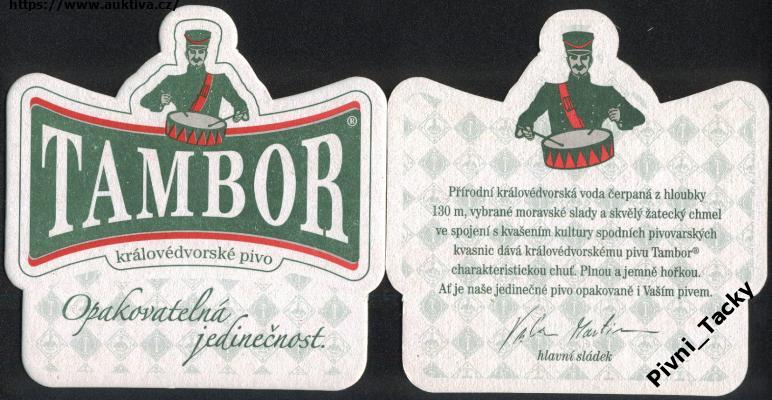 https://www.auktiva.cz/
TAMBOR®
královédvorské pivo
Opakovatelná
jedinečnost.
Přírodní královédvorská voda čerpaná z hloubky
130 m, vybrané moravské slady a skvělý žatecký chmel
ve spojení s kvašením kultury spodních pivovarských
kvasnic dává královédvorskému pivu Tambor®
charakteristickou chuť. Plnou a jemně hořkou.
Ať je naše jedinečné pivo opakovaně i Vaším pivem.
hlavní sládek
Pivni_Tacky